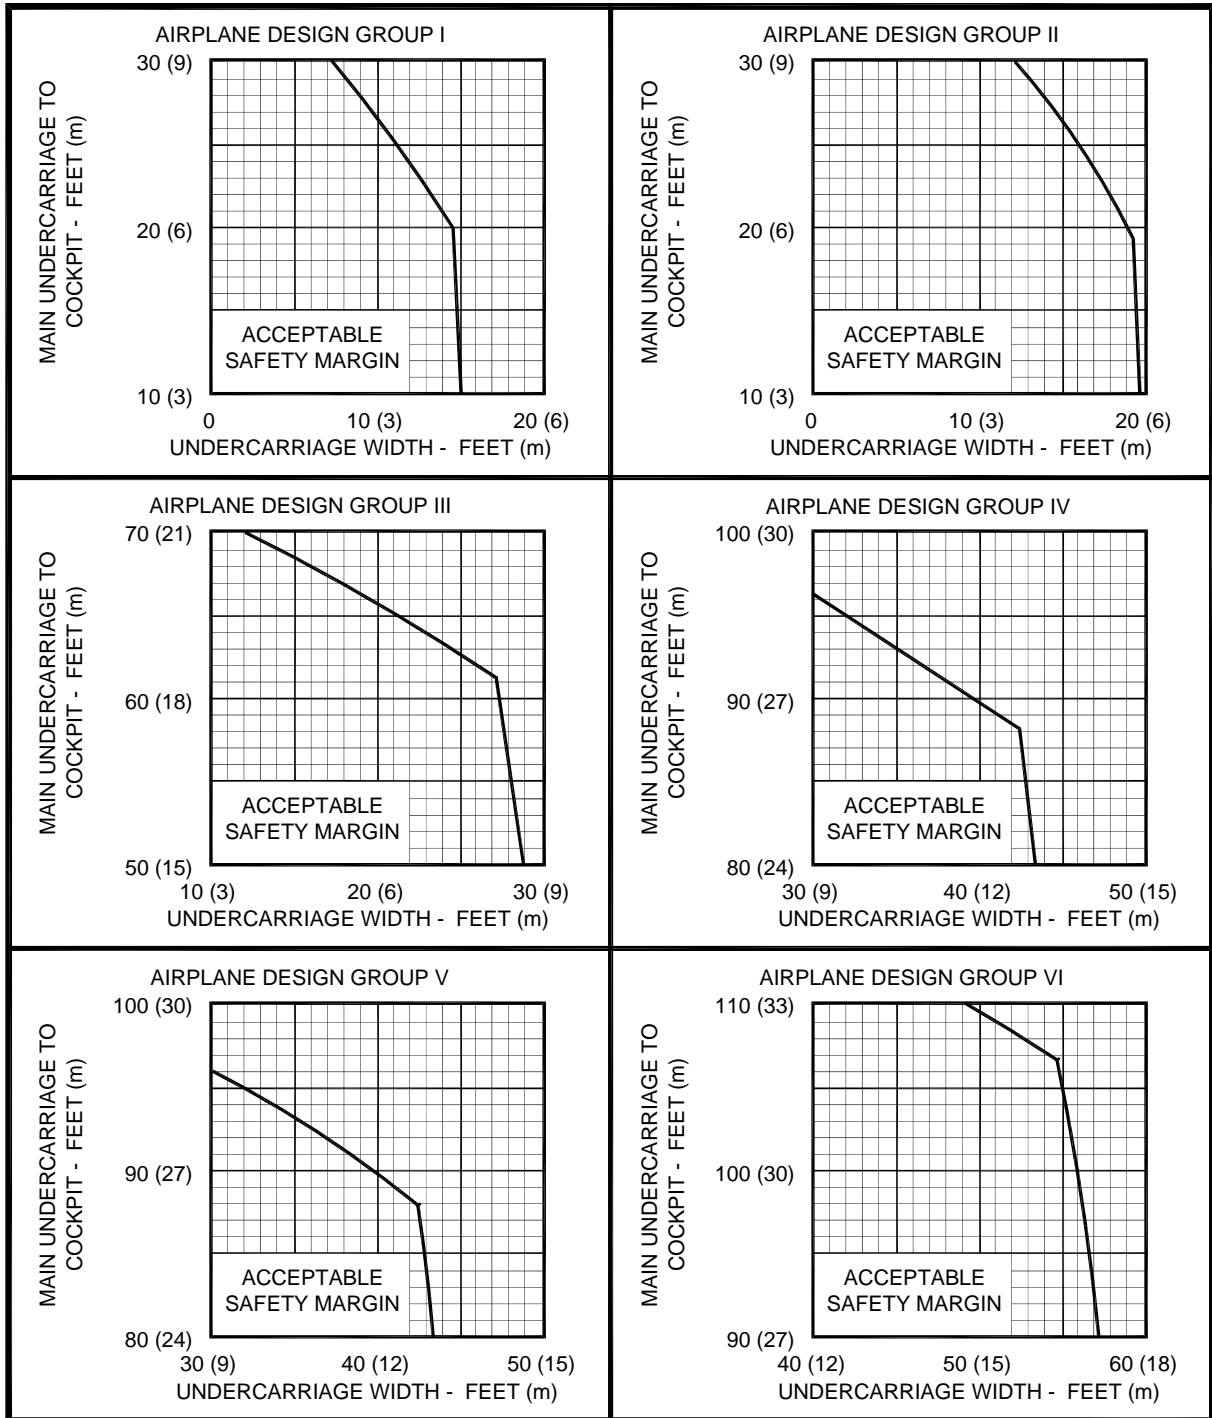 AIRPLANE DESIGN GROUP I
MAIN UNDERCARRIAGE TO
COCKPIT - FEET (m)
30 (9)
20 (6)
10 (3)
ACCEPTABLE
SAFETY MARGIN
0 10 (3) 20 (6)
UNDERCARRIAGE WIDTH - FEET (m)
AIRPLANE DESIGN GROUP II
MAIN UNDERCARRIAGE TO
COCKPIT - FEET (m)
30 (9)
20 (6)
10 (3)
ACCEPTABLE
SAFETY MARGIN
0 10 (3) 20 (6)
UNDERCARRIAGE WIDTH - FEET (m)
AIRPLANE DESIGN GROUP III
MAIN UNDERCARRIAGE TO
COCKPIT - FEET (m)
70 (21)
60 (18)
50 (15)
ACCEPTABLE
SAFETY MARGIN
10 (3) 20 (6) 30 (9)
UNDERCARRIAGE WIDTH - FEET (m)
AIRPLANE DESIGN GROUP IV
MAIN UNDERCARRIAGE TO
COCKPIT - FEET (m)
100 (30)
90 (27)
80 (24)
ACCEPTABLE
SAFETY MARGIN
30 (9) 40 (12) 50 (15)
UNDERCARRIAGE WIDTH - FEET (m)
AIRPLANE DESIGN GROUP V
MAIN UNDERCARRIAGE TO
COCKPIT - FEET (m)
100 (30)
90 (27)
80 (24)
ACCEPTABLE
SAFETY MARGIN
30 (9) 40 (12) 50 (15)
UNDERCARRIAGE WIDTH - FEET (m)
AIRPLANE DESIGN GROUP VI
MAIN UNDERCARRIAGE TO
COCKPIT - FEET (m)
110 (33)
100 (30)
90 (27)
ACCEPTABLE
SAFETY MARGIN
40 (12) 50 (15) 60 (18)
UNDERCARRIAGE WIDTH - FEET (m)